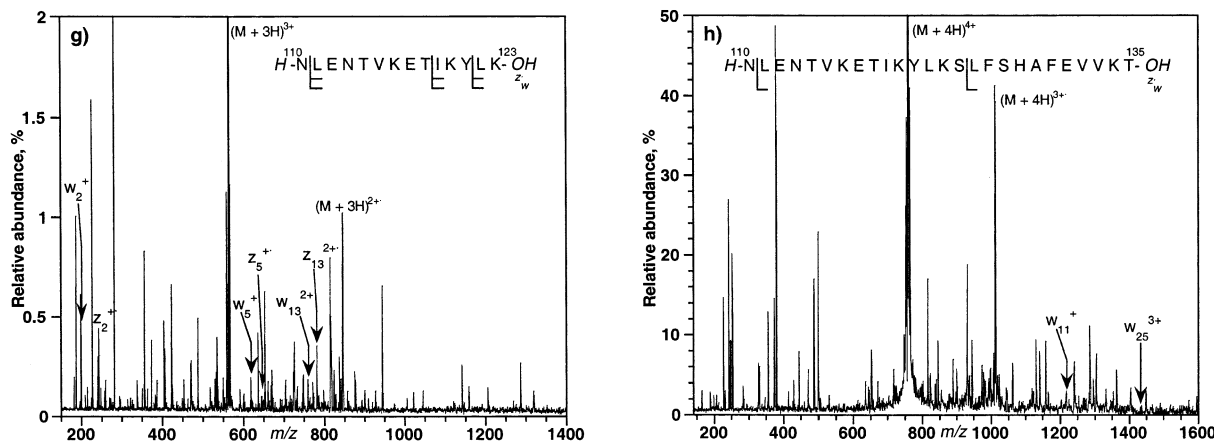 g)
(M + 3H)3+
110 123
H-NLENTVKETIKYLK-OH
z·
w
w2+
z2+·
z5+·
w5+
w13 2+
z13 2+·
(M + 3H)2+·
Relative abundance, %
2
1.5
1
0.5
0
200 400 600 800 1000 1200 1400
m/z
h)
(M + 4H)4+
110 135
H-NLENTVKETIKYLKSLFSHAFEVVKT-OH
z·
w
(M + 4H)3+·
w11+
w25 3+
Relative abundance, %
50
40
30
20
10
0
200 400 600 800 1000 1200 1400 1600
m/z